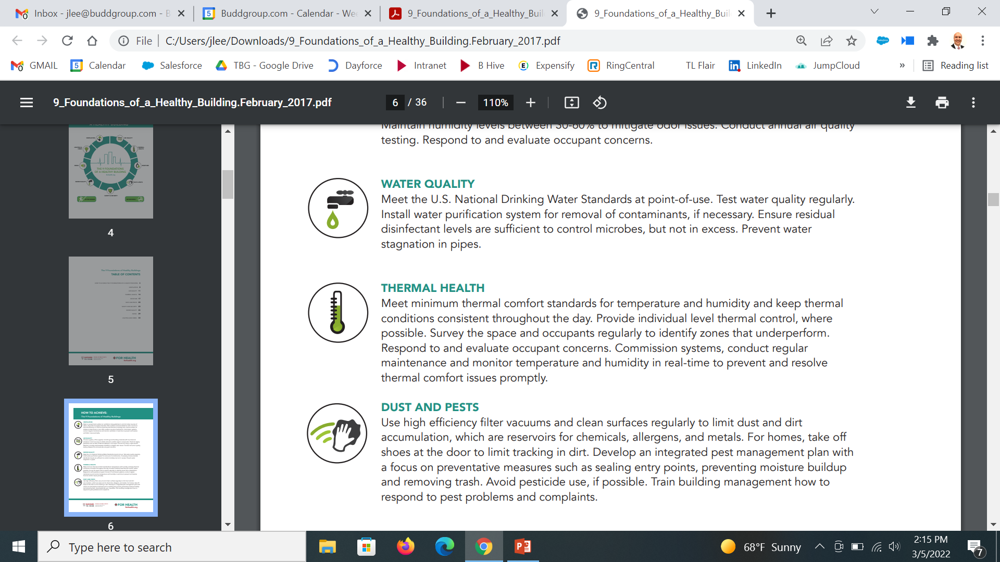 Inbox - jlee@buddgroup.com - B
Buddgroup.com - Calendar - Wee
9_Foundations_of_a_Healthy_Buil
9_Foundations_of_a_Healthy_Buil
File
C:/Users/jlee/Downloads/9_Foundations_of_a_Healthy_Building.February_2017.pdf
GMAIL
5
Calendar
Salesforce
TBG - Google Drive
Dayforce
Intranet
B Hive
Expensify
RingCentral
TL Flair
LinkedIn
JumpCloud
»
Reading list
9_Foundations_of_a_Healthy_Building.February_2017.pdf
6 / 36
110%
A HEALTHY BUILDING
THE 9 FOUNDATIONS
OF A HEALTHY BUILDING
4
The 9 Foundations of Healthy Buildings
TABLE OF CONTENTS
FOR HEALTH
forhealth.org
5
HOW TO ACHIEVE:
The 9 Foundations of Healthy Buildings
FOR HEALTH
forhealth.org
6
Maintain humidity levels between 30-60% to mitigate odor issues. Conduct annual air quality
testing. Respond to and evaluate occupant concerns.
WATER QUALITY
Meet the U.S. National Drinking Water Standards at point-of-use. Test water quality regularly.
Install water purification system for removal of contaminants, if necessary. Ensure residual
disinfectant levels are sufficient to control microbes, but not in excess. Prevent water
stagnation in pipes.
THERMAL HEALTH
Meet minimum thermal comfort standards for temperature and humidity and keep thermal
conditions consistent throughout the day. Provide individual level thermal control, where
possible. Survey the space and occupants regularly to identify zones that underperform.
Respond to and evaluate occupant concerns. Commission systems, conduct regular
maintenance and monitor temperature and humidity in real-time to prevent and resolve
thermal comfort issues promptly.
DUST AND PESTS
Use high efficiency filter vacuums and clean surfaces regularly to limit dust and dirt
accumulation, which are reservoirs for chemicals, allergens, and metals. For homes, take off
shoes at the door to limit tracking in dirt. Develop an integrated pest management plan with
a focus on preventative measures such as sealing entry points, preventing moisture buildup
and removing trash. Avoid pesticide use, if possible. Train building management how to
respond to pest problems and complaints.
Type here to search
68°F Sunny
2:15 PM
3/5/2022
7